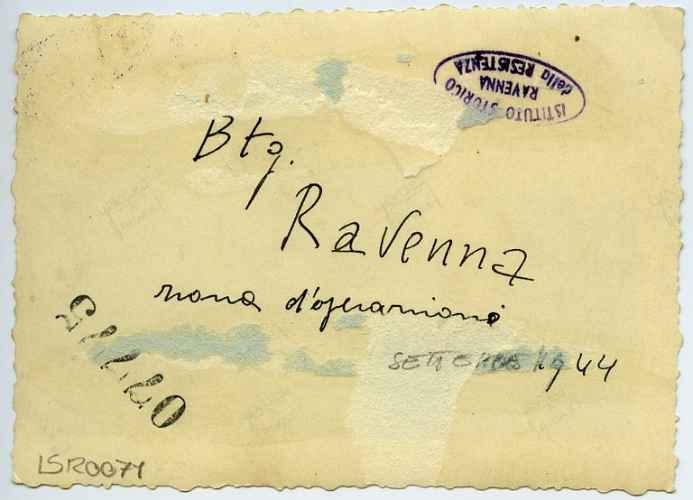 ISTITUTO STORICO
della RESISTENZA
RAVENNA
Btg.
Ravenna
zona d'operazioni
SETTEMBRE 1944
ISR0071